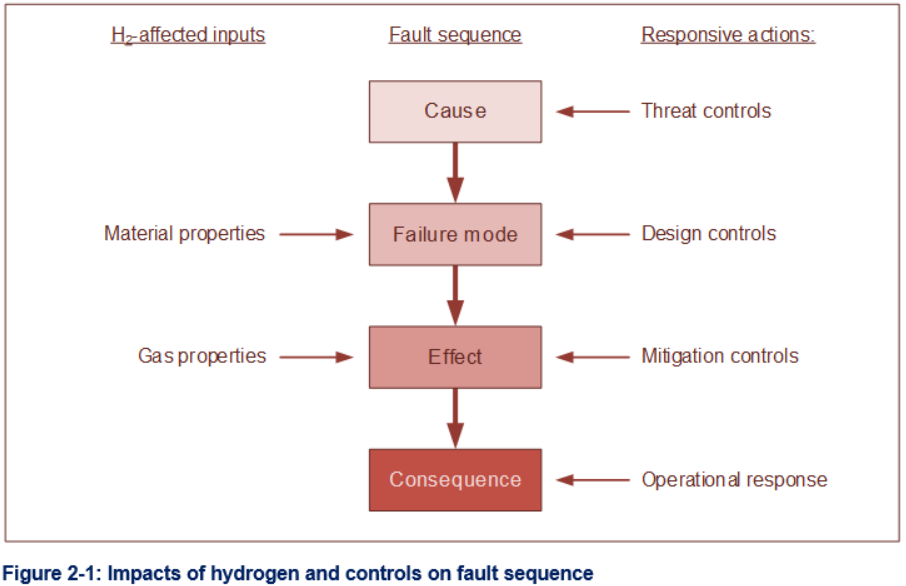 H₂-affected inputs Fault sequence Responsive actions:
Cause Threat controls
Material properties Failure mode Design controls
Gas properties Effect Mitigation controls
Consequence Operational response
Figure 2-1: Impacts of hydrogen and controls on fault sequence